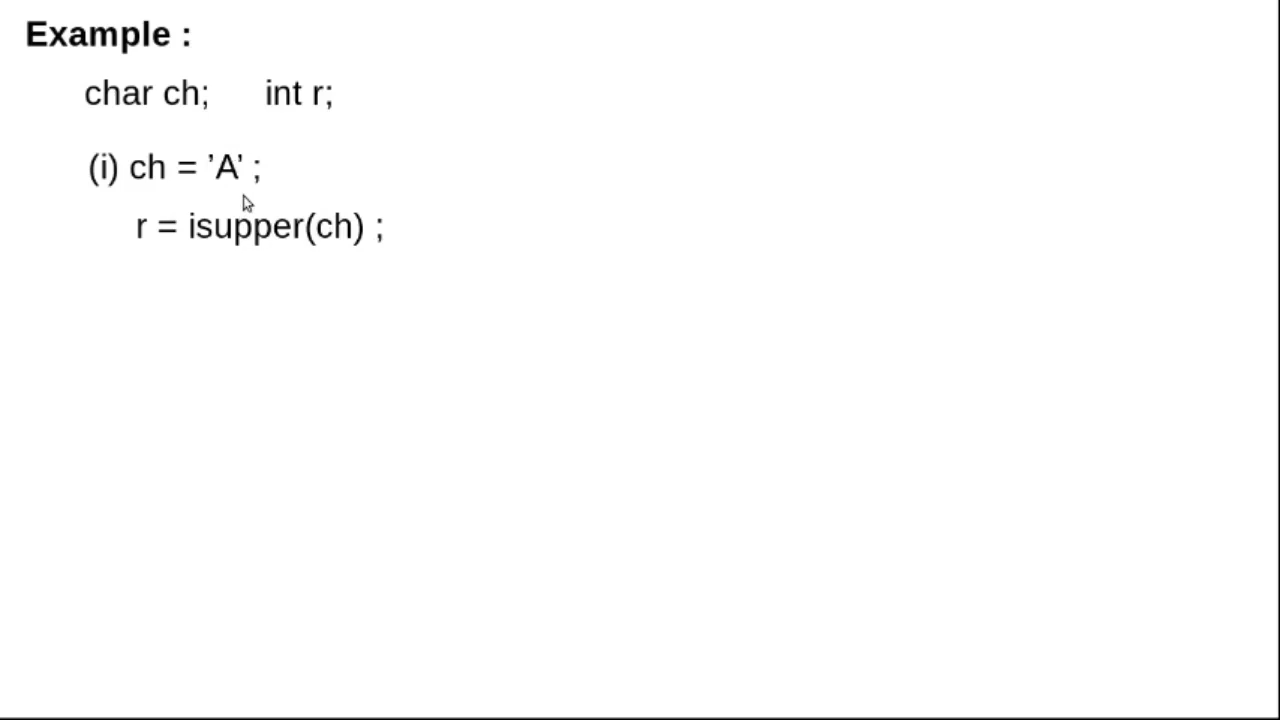 Example :
char ch; int r;
(i) ch = ’A’ ;
r = isupper(ch) ;